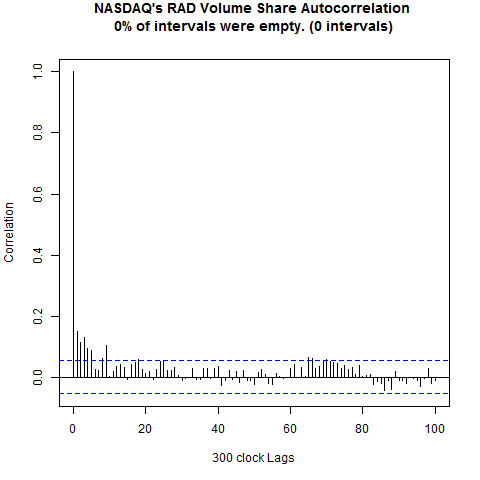 NASDAQ's RAD Volume Share Autocorrelation
0% of intervals were empty. (0 intervals)
Correlation
1.0
0.8
0.6
0.4
0.2
0.0
0 20 40 60 80 100
300 clock Lags